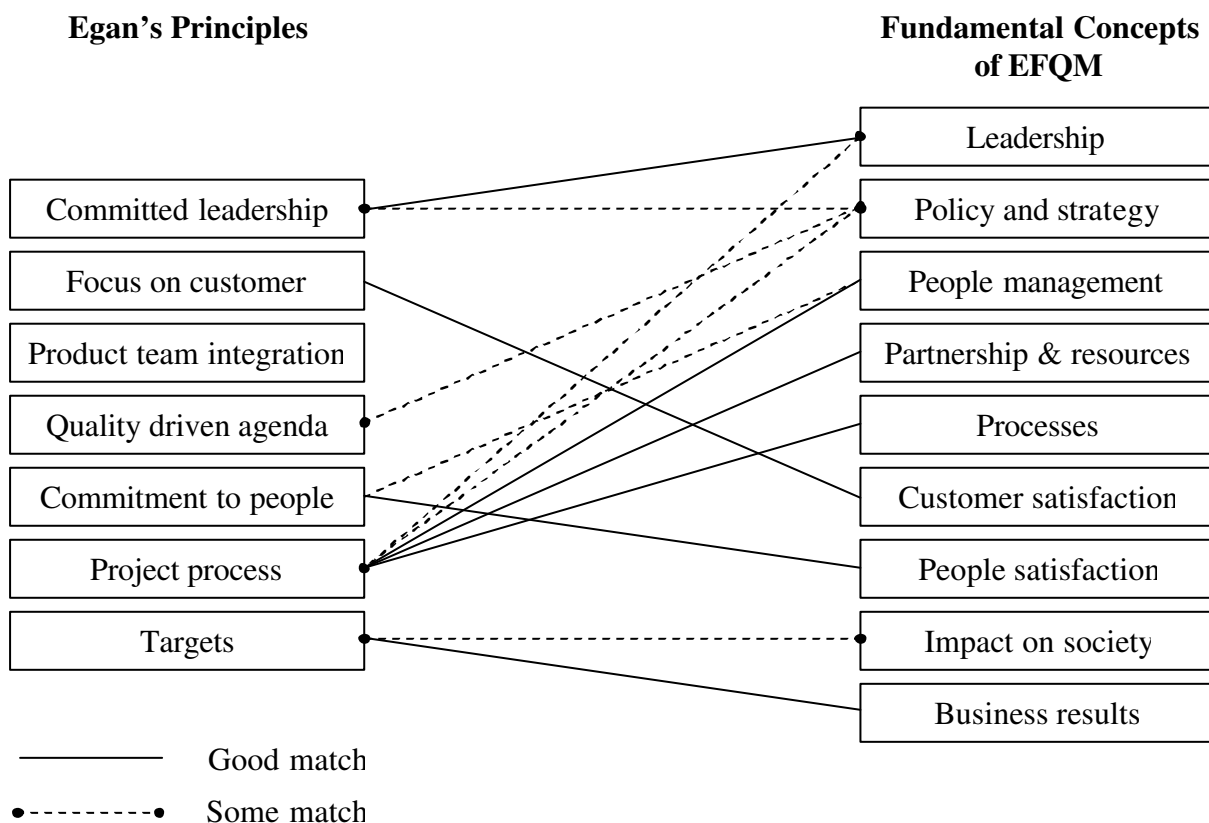 Egan's Principles
Fundamental Concepts
of EFQM
Committed leadership
Focus on customer
Product team integration
Quality driven agenda
Commitment to people
Project process
Targets
Leadership
Policy and strategy
People management
Partnership & resources
Processes
Customer satisfaction
People satisfaction
Impact on society
Business results
Good match
Some match